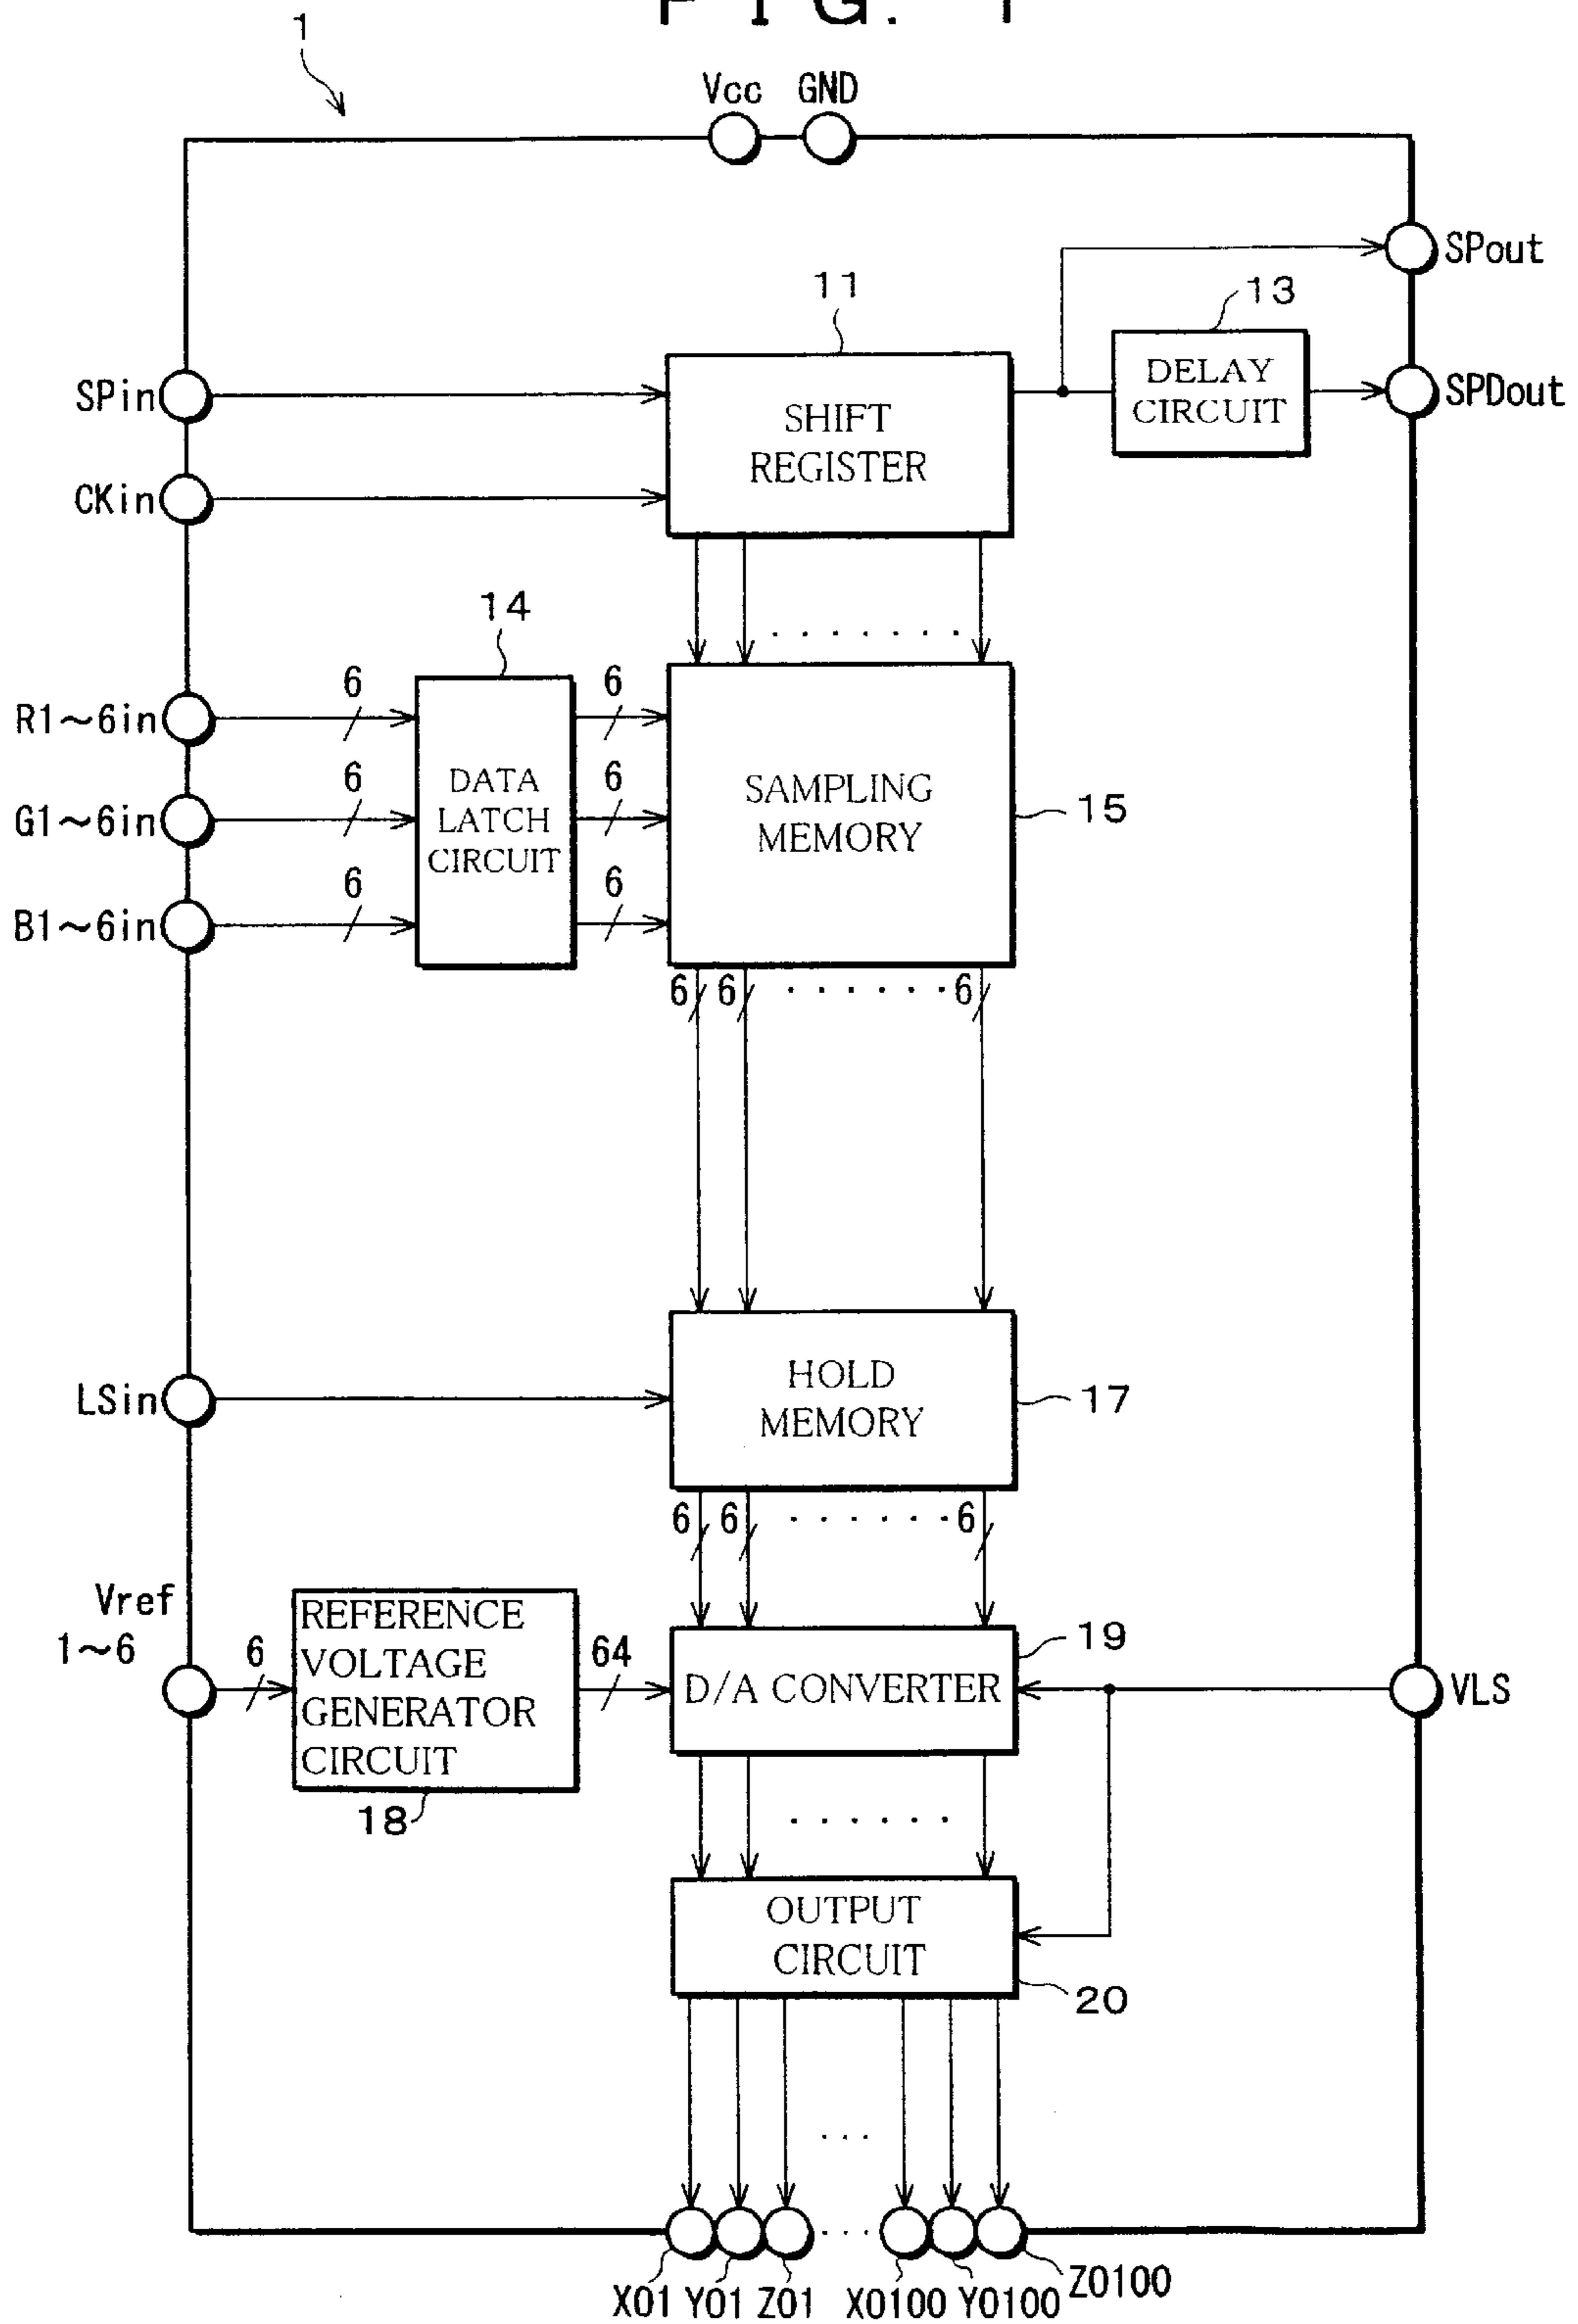 FIG. 1
1
Vcc GND
SPout
11
13
SPin
SHIFT
REGISTER
DELAY
CIRCUIT
SPDout
CKin
14
R1~6in
6
6
G1~6in
6
DATA
LATCH
CIRCUIT
6
SAMPLING
MEMORY
15
B1~6in
6
6
6 6 ······6
LSin
HOLD
MEMORY
17
6 6 ······6
Vref
1~6
6
REFERENCE
VOLTAGE
GENERATOR
CIRCUIT
18
64
D/A CONVERTER
19
VLS
OUTPUT
CIRCUIT
20
X01 Y01 Z01 X0100 Y0100 Z0100